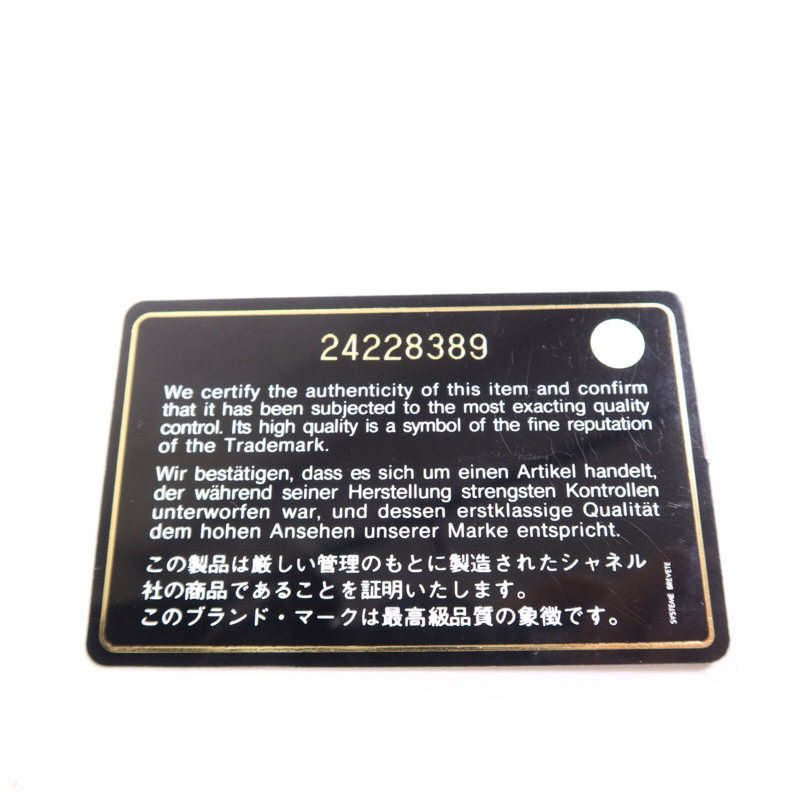 24228389
We certify the authenticity of this item and confirm
that it has been subjected to the most exacting quality
control. Its high quality is a symbol of the fine reputation
of the Trademark.
Wir bestätigen, dass es sich um einen Artikel handelt,
der während seiner Herstellung strengsten Kontrollen
unterworfen war, und dessen erstklassige Qualität
dem hohen Ansehen unserer Marke entspricht.
この製品は厳しい管理のもとに製造されたシャネル
社の商品であることを証明いたします。
このブランド・マークは最高級品質の象徴です。
SYSTEME BREVETE